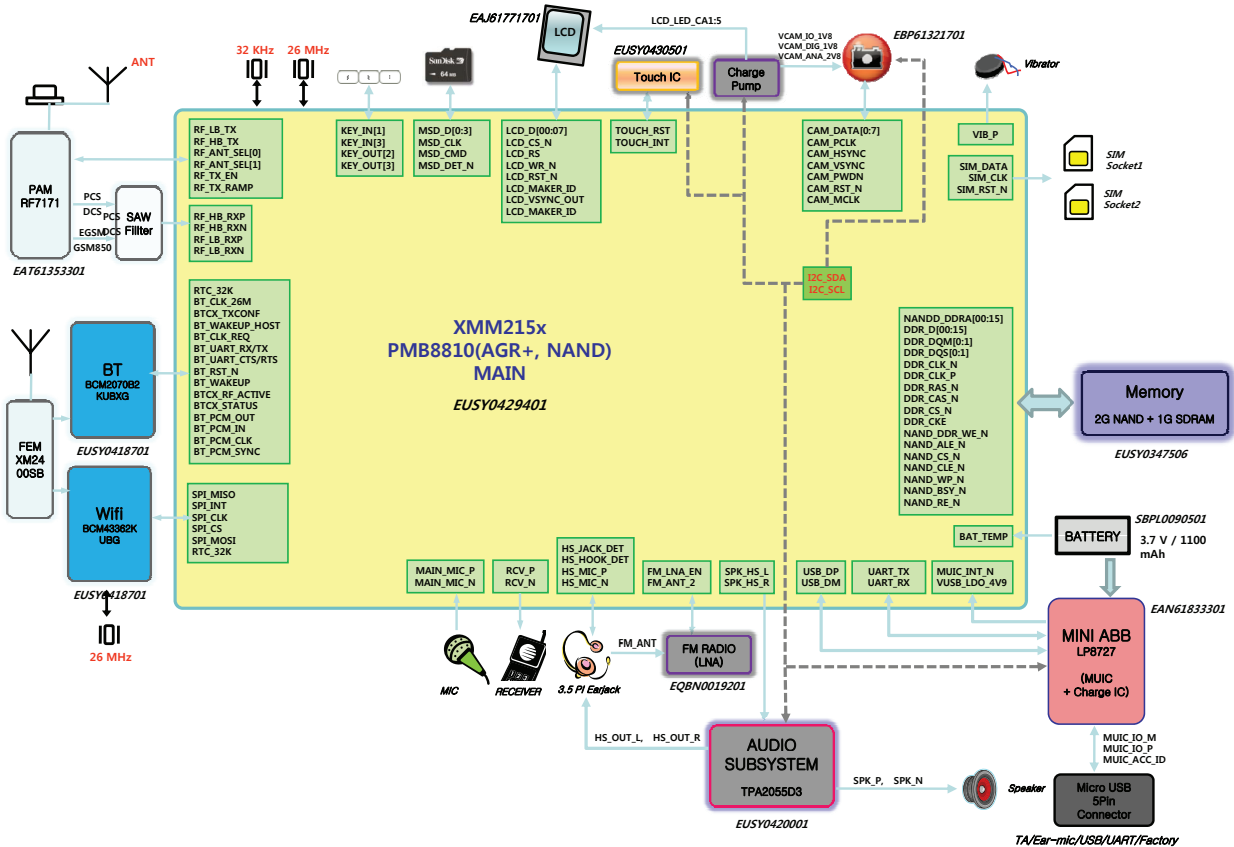 EAJ61771701
LCD
LCD_LED_CA1:5
VCAM_IO_1V8
VCAM_DIG_1V8
VCAM_ANA_2V8
EBP61321701
EUSY0430501
Touch IC
Charge
Pump
Vibrator
32 KHz
26 MHz
SanDisk
64 MB
ANT
RF_LB_TX
RF_HB_TX
RF_ANT_SEL[0]
RF_ANT_SEL[1]
RF_TX_EN
RF_TX_RAMP
KEY_IN[1]
KEY_IN[3]
KEY_OUT[2]
KEY_OUT[3]
MSD_D[0:3]
MSD_CLK
MSD_CMD
MSD_DET_N
LCD_D[00:07]
LCD_CS_N
LCD_RS
LCD_WR_N
LCD_RST_N
LCD_MAKER_ID
LCD_VSYNC_OUT
LCD_MAKER_ID
TOUCH_RST
TOUCH_INT
CAM_DATA[0:7]
CAM_PCLK
CAM_HSYNC
CAM_VSYNC
CAM_PWDN
CAM_RST_N
CAM_MCLK
VIB_P
SIM_DATA
SIM_CLK
SIM_RST_N
SIM
Socket1
SIM
Socket2
PAM
RF7171
PCS
DCS
PCS
DCS
EGSM
GSM850
SAW
Fillter
RF_HB_RXP
RF_HB_RXN
RF_LB_RXP
RF_LB_RXN
EAT61353301
I2C_SDA
I2C_SCL
RTC_32K
BT_CLK_26M
BTCX_TXCONF
BT_WAKEUP_HOST
BT_CLK_REQ
BT_UART_RX/TX
BT_UART_CTS/RTS
BT_RST_N
BT_WAKEUP
BTCX_RF_ACTIVE
BTCX_STATUS
BT_PCM_OUT
BT_PCM_IN
BT_PCM_CLK
BT_PCM_SYNC
XMM215x
PMB8810(AGR+, NAND)
MAIN
EUSY0429401
NANDD_DDRA[00:15]
DDR_D[00:15]
DDR_DQM[0:1]
DDR_DQS[0:1]
DDR_CLK_N
DDR_CLK_P
DDR_RAS_N
DDR_CAS_N
DDR_CS_N
DDR_CKE
NAND_DDR_WE_N
NAND_ALE_N
NAND_CS_N
NAND_CLE_N
NAND_WP_N
NAND_BSY_N
NAND_RE_N
Memory
2G NAND + 1G SDRAM
EUSY0347506
BT
BCM2070B2
KUBXG
EUSY0418701
FEM
XM24
00SB
Wifi
BCM43362K
UBG
EUSY0418701
26 MHz
SPI_MISO
SPI_INT
SPI_CLK
SPI_CS
SPI_MOSI
RTC_32K
BAT_TEMP
BATTERY
SBPL0090501
3.7 V / 1100
mAh
MAIN_MIC_P
MAIN_MIC_N
RCV_P
RCV_N
HS_JACK_DET
HS_HOOK_DET
HS_MIC_P
HS_MIC_N
FM_LNA_EN
FM_ANT_2
SPK_HS_L
SPK_HS_R
USB_DP
USB_DM
UART_TX
UART_RX
MUIC_INT_N
VUSB_LDO_4V9
EAN61833301
MINI ABB
LP8727
(MUIC
+ Charge IC)
MIC
RECEIVER
3.5 PI Earjack
FM_ANT
FM RADIO
(LNA)
EQBN0019201
HS_OUT_L, HS_OUT_R
AUDIO
SUBSYSTEM
TPA2055D3
EUSY0420001
SPK_P, SPK_N
Speaker
MUIC_IO_M
MUIC_IO_P
MUIC_ACC_ID
Micro USB
5Pin
Connector
TA/Ear-mic/USB/UART/Factory